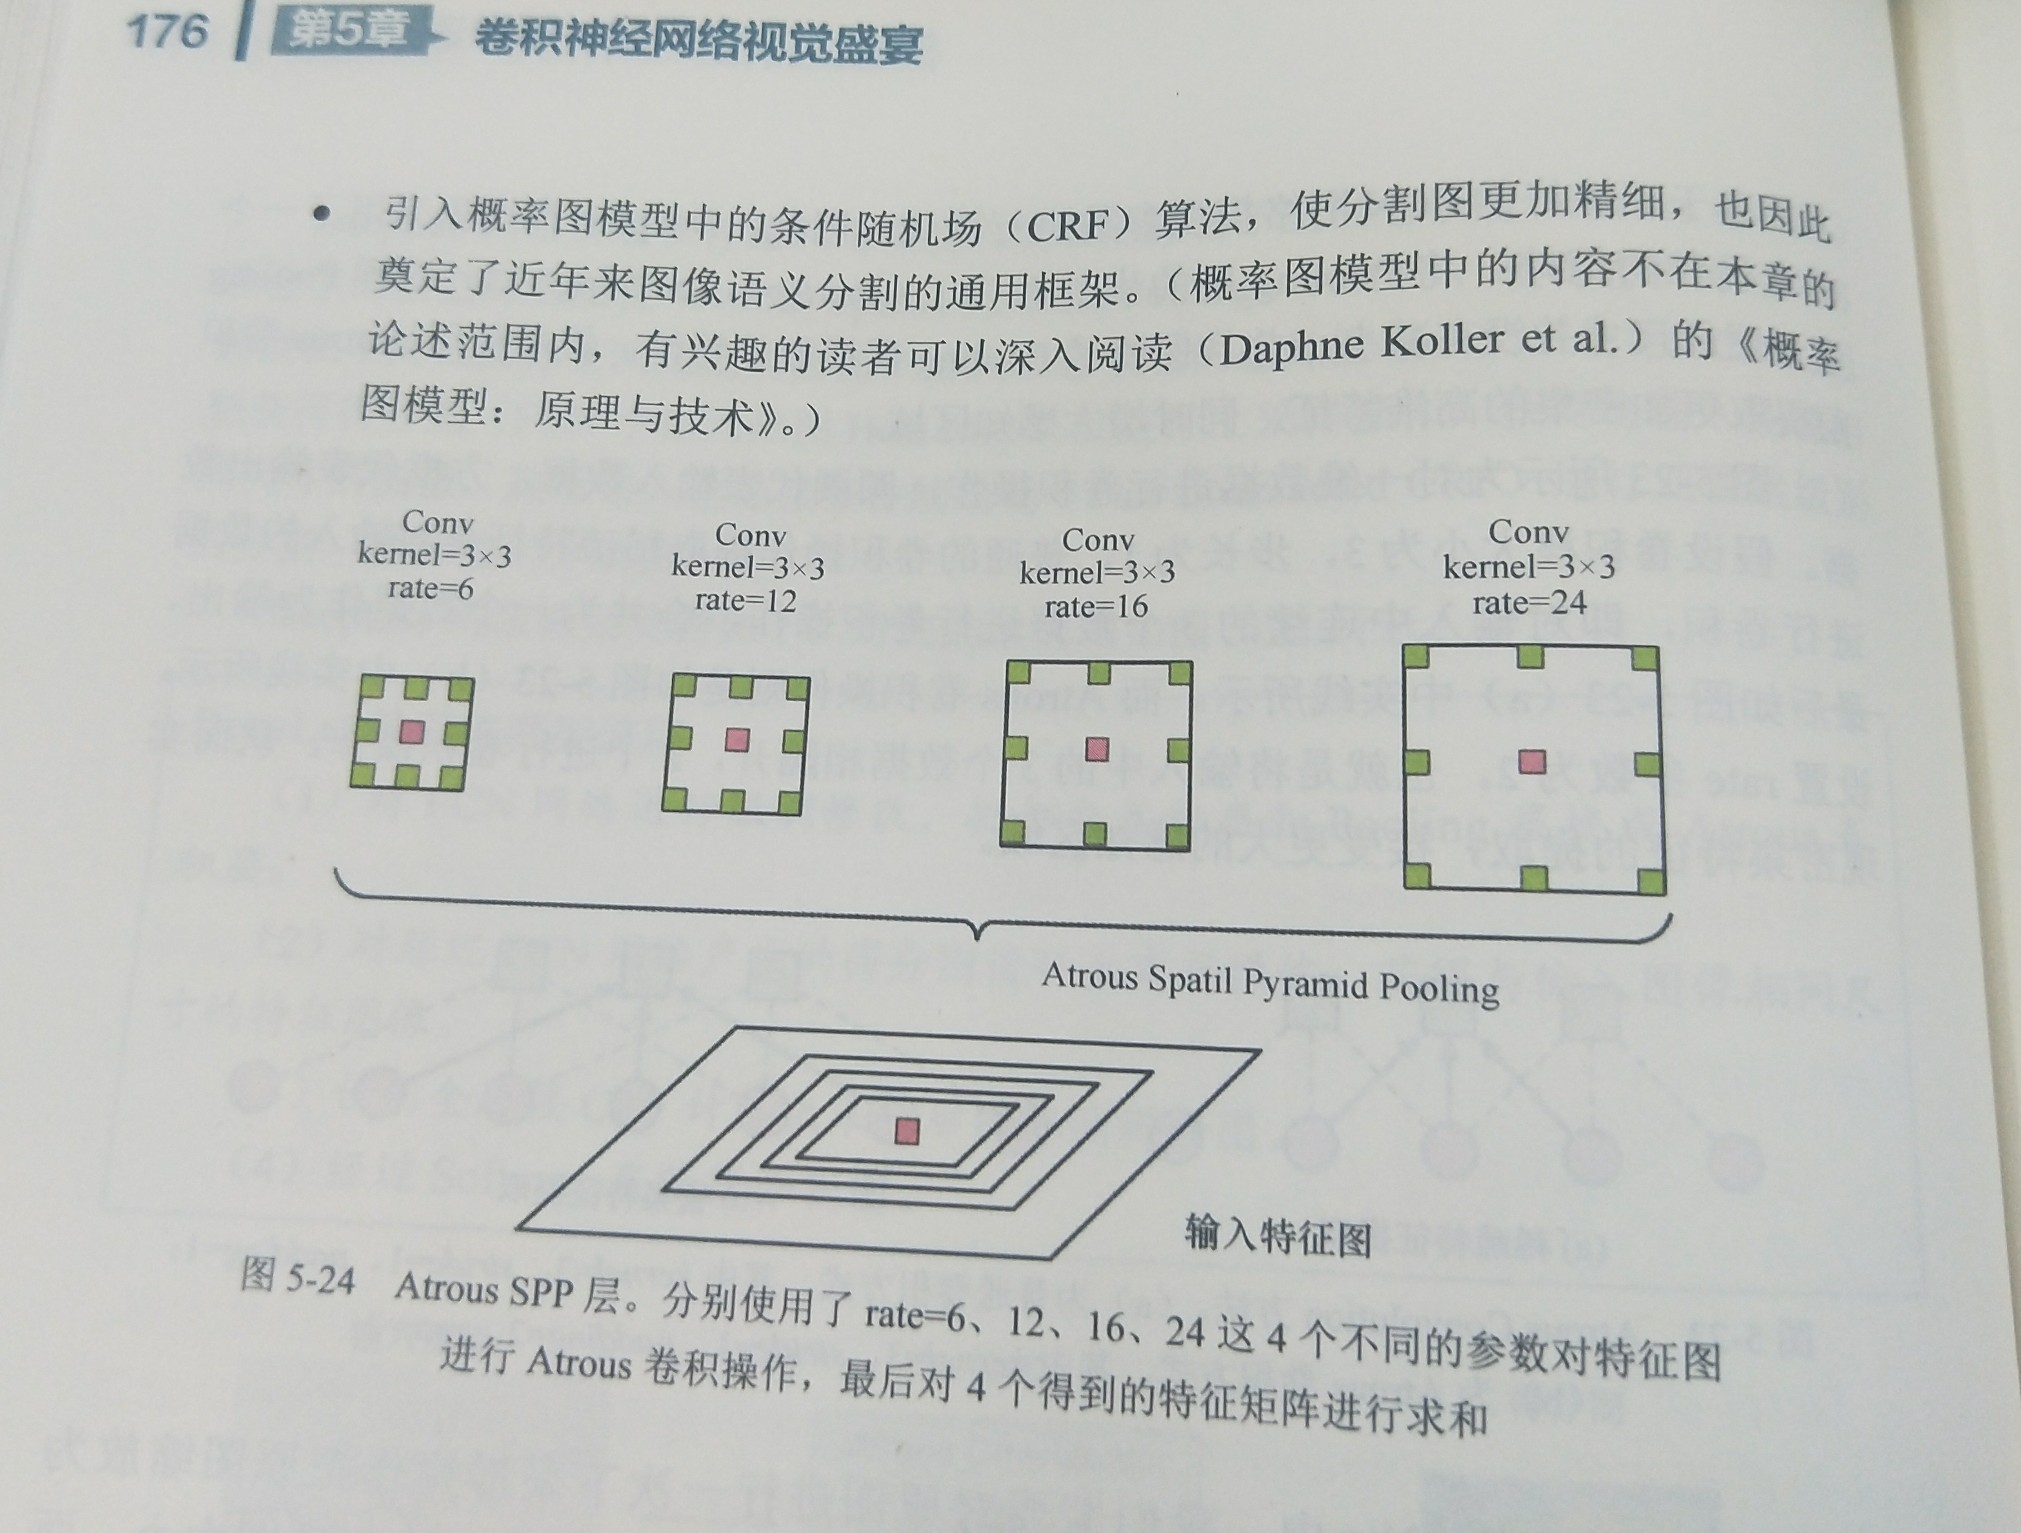 176 第5章 卷积神经网络视觉盛宴
• 引入概率图模型中的条件随机场（CRF）算法，使分割图更加精细，也因此
奠定了近年来图像语义分割的通用框架。（概率图模型中的内容不在本章的
论述范围内，有兴趣的读者可以深入阅读（Daphne Koller et al.）的《概率
图模型：原理与技术》。）
Conv
kernel=3×3
rate=6
Conv
kernel=3×3
rate=12
Conv
kernel=3×3
rate=16
Conv
kernel=3×3
rate=24
Atrous Spatil Pyramid Pooling
输入特征图
图 5-24 Atrous SPP 层。分别使用了 rate=6、12、16、24 这 4 个不同的参数对特征图
进行 Atrous 卷积操作，最后对 4 个得到的特征矩阵进行求和